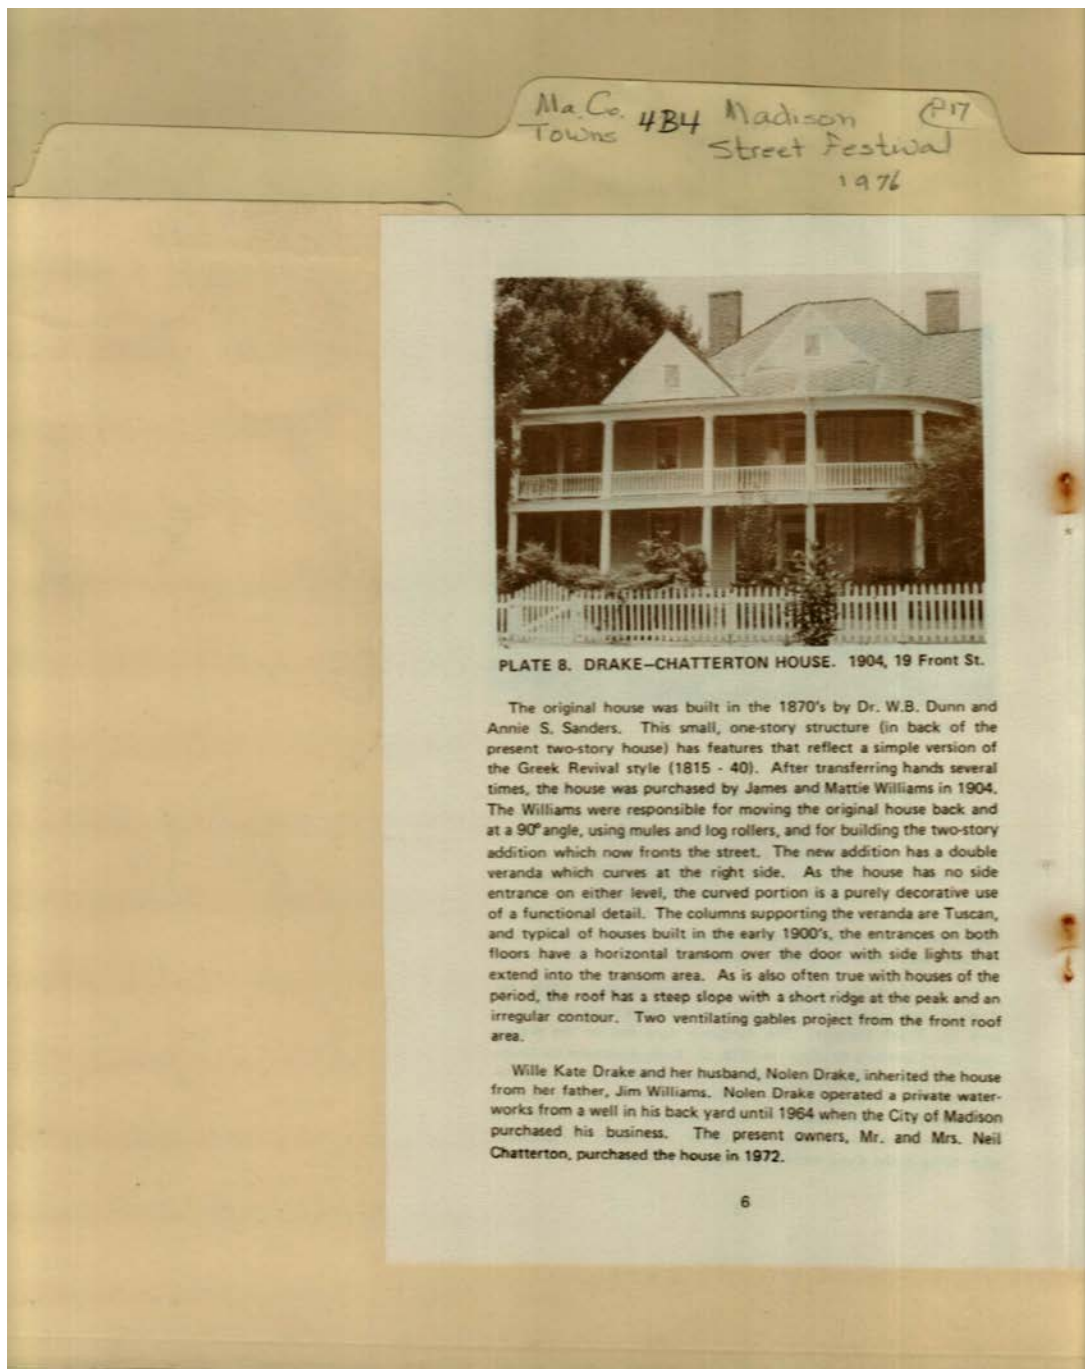 Ma. Co. 4B4 Madison P17
Towns Street Festival
1976
PLATE 8. DRAKE–CHATTERTON HOUSE. 1904, 19 Front St.
The original house was built in the 1870's by Dr. W.B. Dunn and
Annie S. Sanders. This small, one-story structure (in back of the
present two-story house) has features that reflect a simple version of
the Greek Revival style (1815 - 40). After transferring hands several
times, the house was purchased by James and Mattie Williams in 1904.
The Williams were responsible for moving the original house back and
at a 90° angle, using mules and log rollers, and for building the two-story
addition which now fronts the street. The new addition has a double
veranda which curves at the right side. As the house has no side
entrance on either level, the curved portion is a purely decorative use
of a functional detail. The columns supporting the veranda are Tuscan,
and typical of houses built in the early 1900's, the entrances on both
floors have a horizontal transom over the door with side lights that
extend into the transom area. As is also often true with houses of the
period, the roof has a steep slope with a short ridge at the peak and an
irregular contour. Two ventilating gables project from the front roof
area.
Wille Kate Drake and her husband, Nolen Drake, inherited the house
from her father, Jim Williams. Nolen Drake operated a private water-
works from a well in his back yard until 1964 when the City of Madison
purchased his business. The present owners, Mr. and Mrs. Neil
Chatterton, purchased the house in 1972.
6